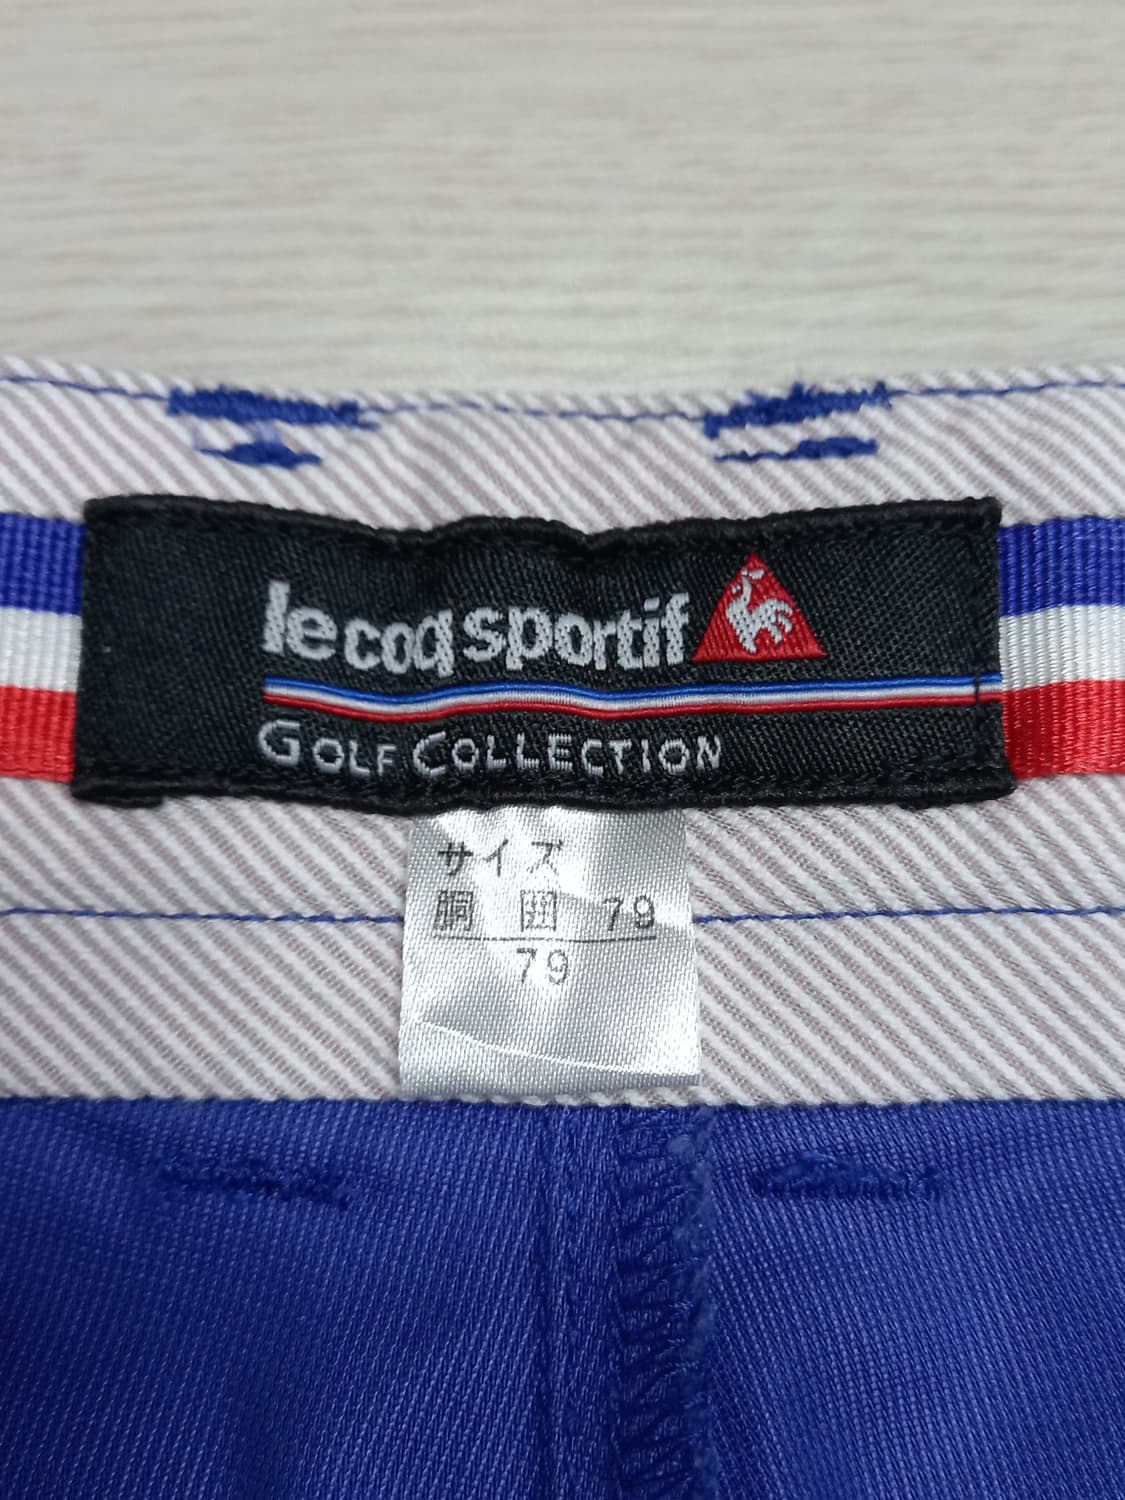 le coq sportif
GOLF COLLECTION
サイズ
胴 囲 79
79